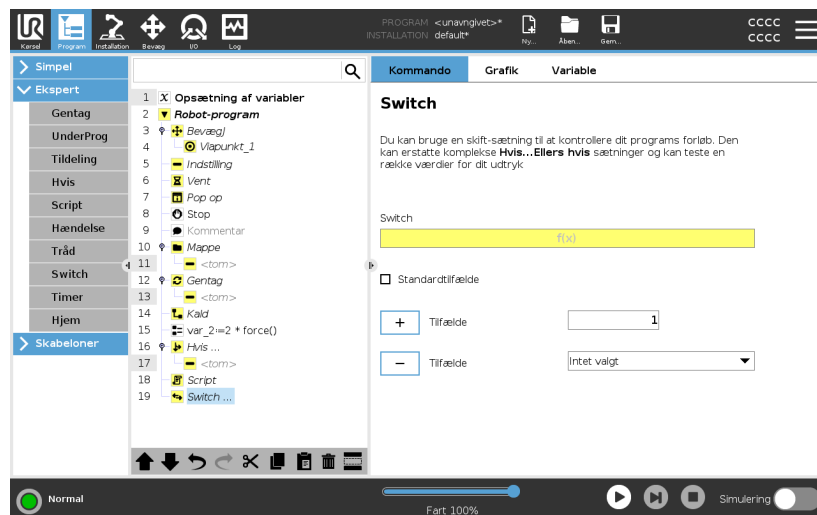 PROGRAM <unavngivet>*
INSTALLATION default*
CCCC
CCCC
UR
Kørsel
Program
Installation
Bevæg
I/O
Log
Ny...
Åben...
Gem...
Simpel
Ekspert
Gentag
UnderProg
Tildeling
Hvis
Script
Hændelse
Tråd
Switch
Timer
Hjem
Skabeloner
1 X Opsætning af variabler
2 Robot-program
3 BevægJ
4 Viapunkt_1
5 Indstilling
6 Vent
7 Pop op
8 Stop
9 Kommentar
10 Mappe
11 <tom>
12 Gentag
13 <tom>
14 Kald
15 var_2:=2 * force()
16 Hvis ...
17 <tom>
18 Script
19 Switch ...
Kommando Grafik Variable
Switch
Du kan bruge en skift-sætning til at kontrollere dit programs forløb. Den
kan erstatte komplekse Hvis...Ellers hvis sætninger og kan teste en
række værdier for dit udtryk
Switch
f(x)
Standardtilfælde
+ Tilfælde 1
− Tilfælde Intet valgt
Normal
Fart 100%
Simulering